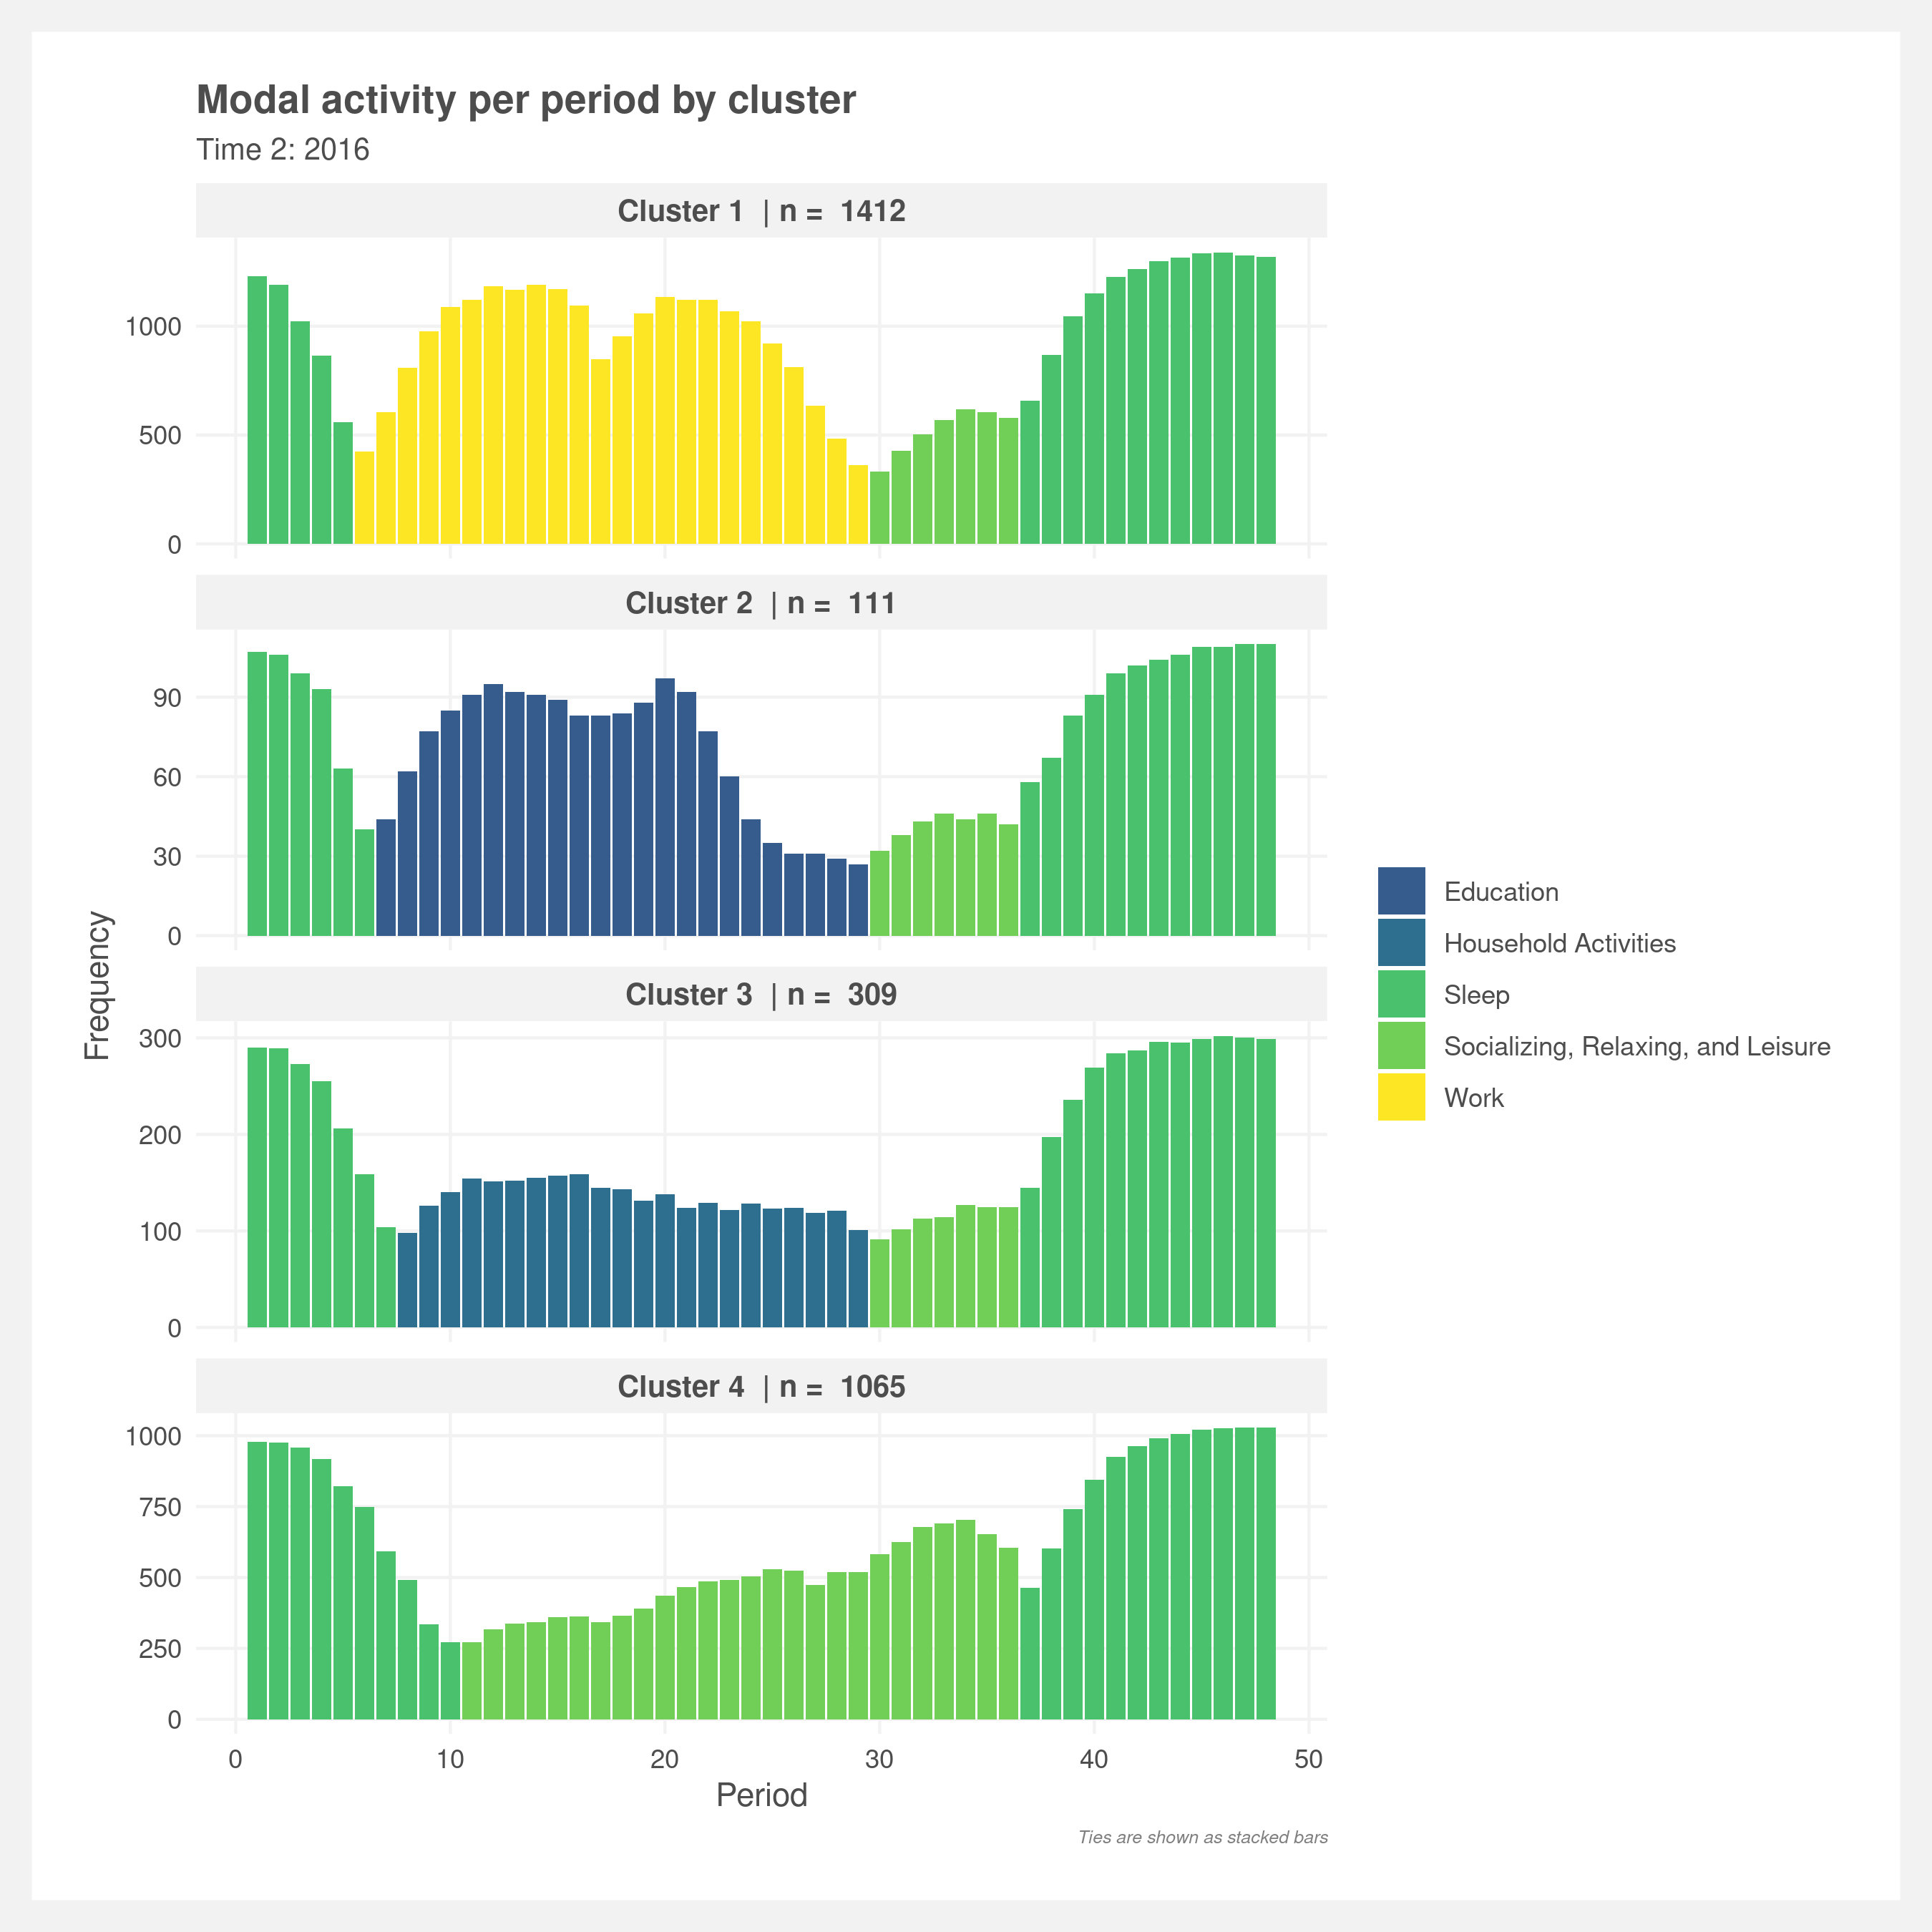 Modal activity per period by cluster
Time 2: 2016
Cluster 1 | n = 1412
1000
500
0
Cluster 2 | n = 111
90
60
30
0
Cluster 3 | n = 309
300
200
100
0
Cluster 4 | n = 1065
1000
750
500
250
0
0 10 20 30 40 50
Period
Frequency
Education
Household Activities
Sleep
Socializing, Relaxing, and Leisure
Work
Ties are shown as stacked bars